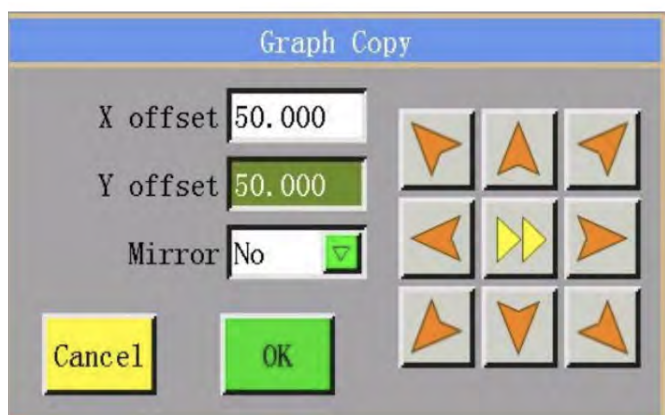 Graph Copy
X offset 50.000
Y offset 50.000
Mirror No
Cancel OK